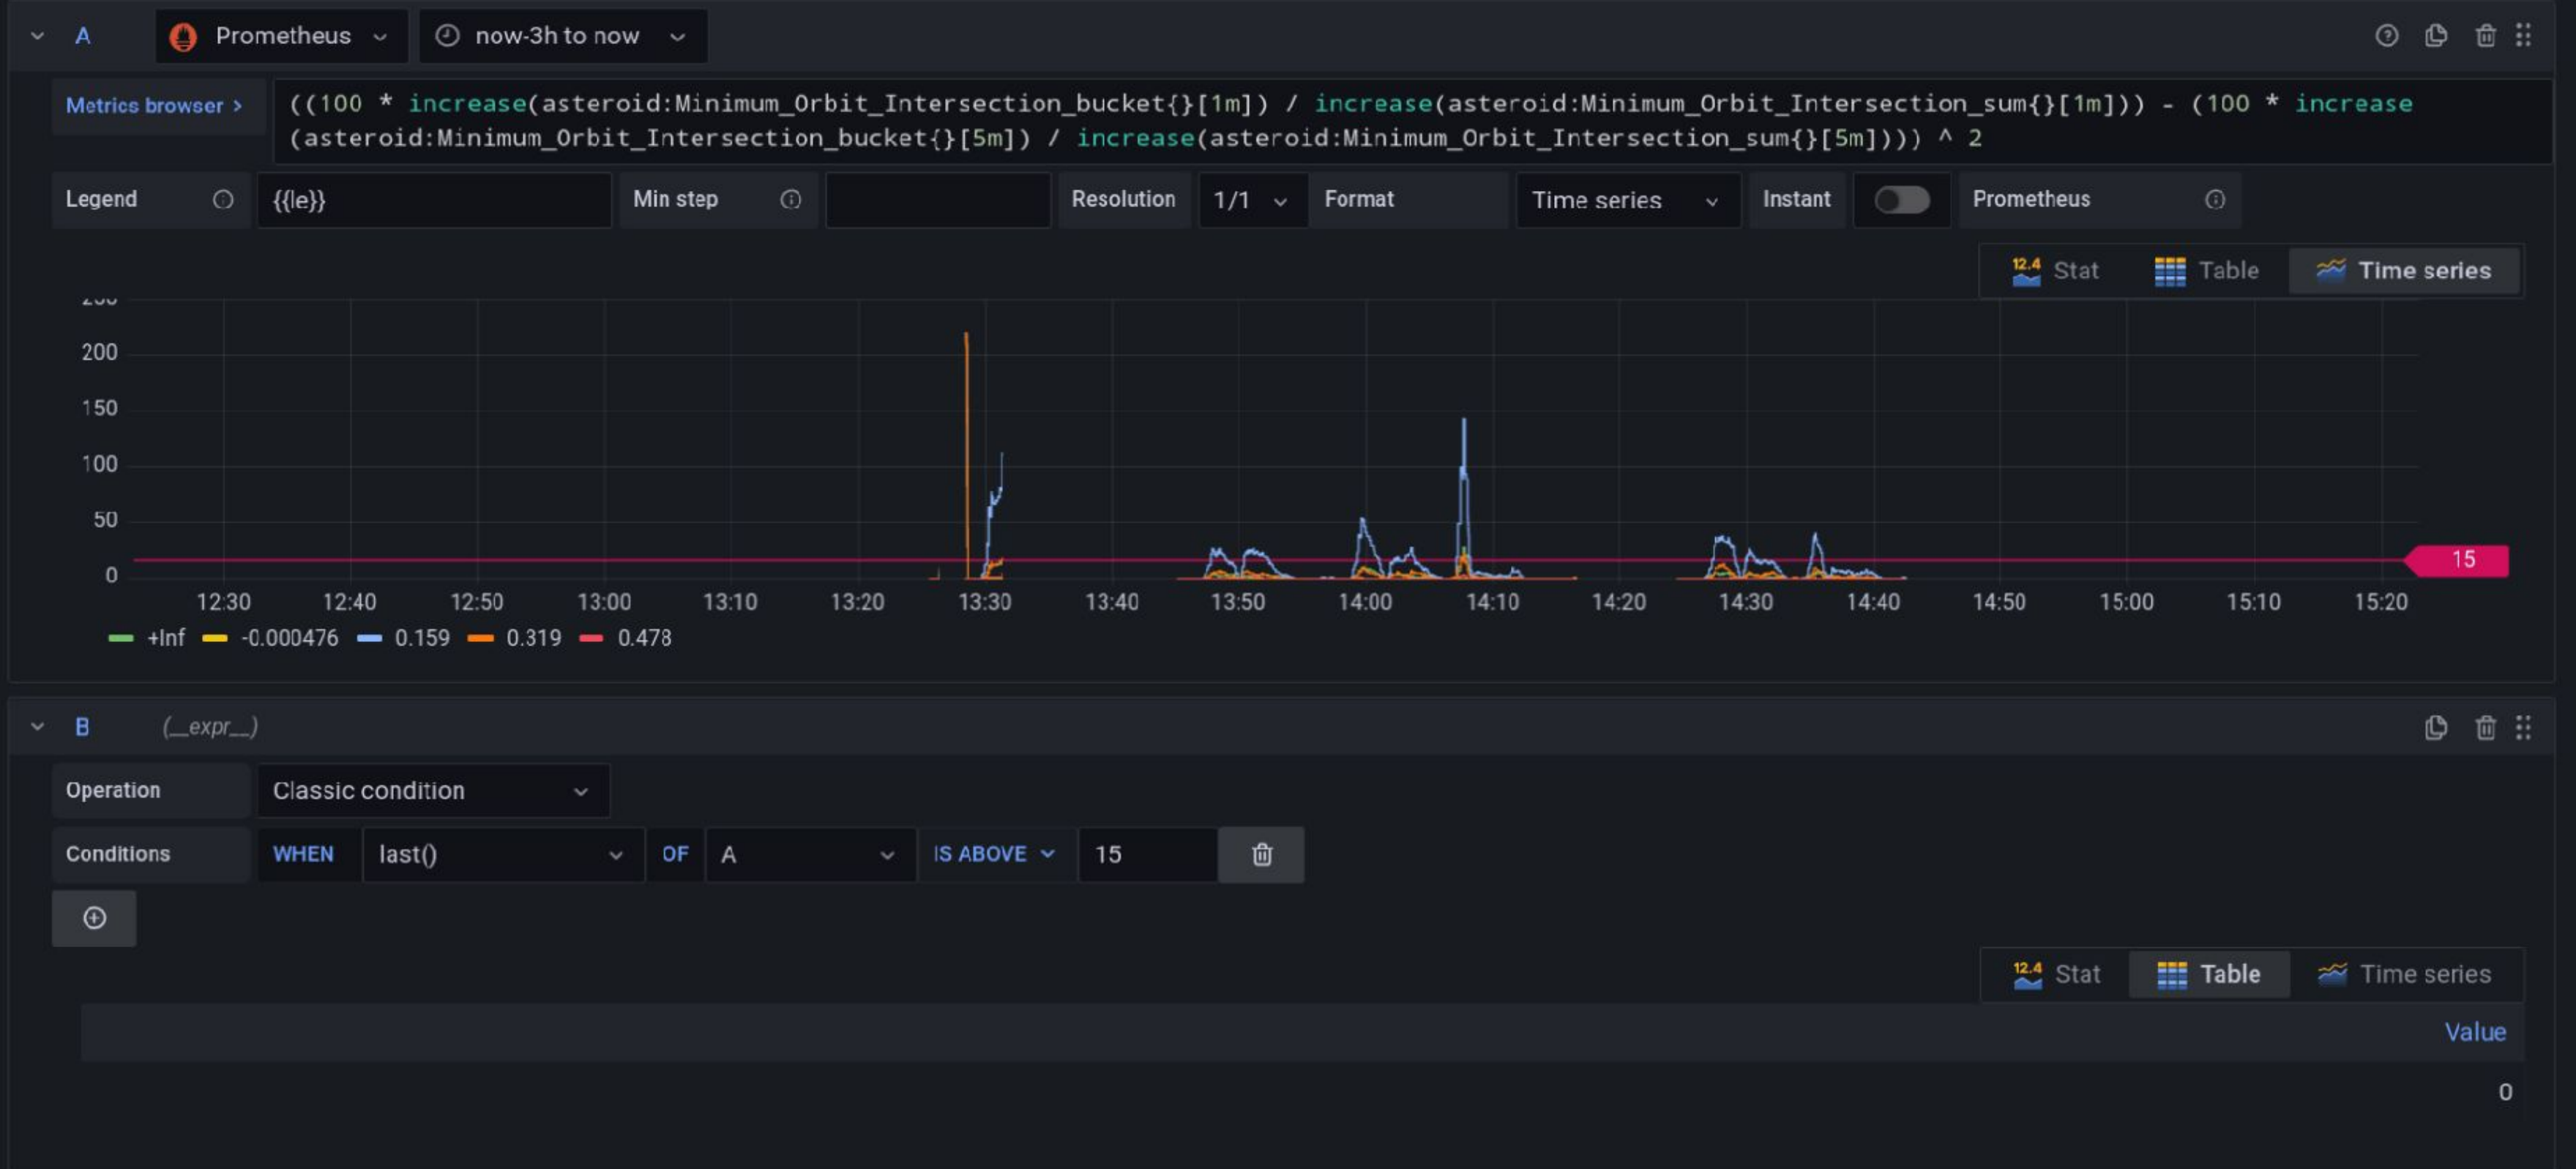 A Prometheus now-3h to now
Metrics browser > ((100 * increase(asteroid:Minimum_Orbit_Intersection_bucket{}[1m]) / increase(asteroid:Minimum_Orbit_Intersection_sum{}[1m])) - (100 * increase
(asteroid:Minimum_Orbit_Intersection_bucket{}[5m]) / increase(asteroid:Minimum_Orbit_Intersection_sum{}[5m]))) ^ 2
Legend {{le}} Min step Resolution 1/1 Format Time series Instant Prometheus
12.4 Stat Table Time series
200
150
100
50
0
15
12:30 12:40 12:50 13:00 13:10 13:20 13:30 13:40 13:50 14:00 14:10 14:20 14:30 14:40 14:50 15:00 15:10 15:20
+Inf -0.000476 0.159 0.319 0.478
B (__expr__)
Operation Classic condition
Conditions WHEN last() OF A IS ABOVE 15
12.4 Stat Table Time series
Value
0